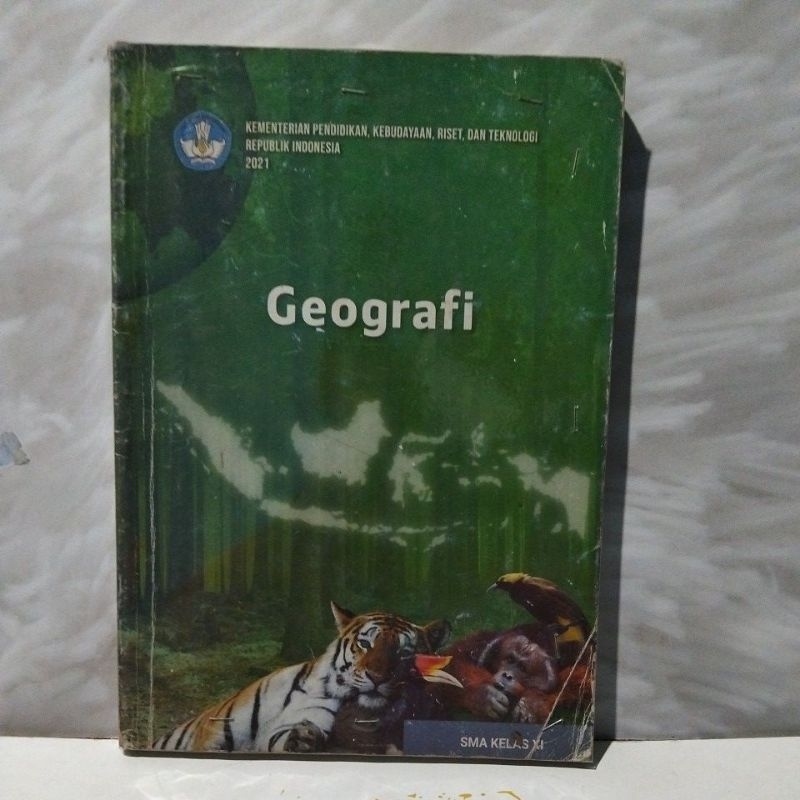 KEMENTERIAN PENDIDIKAN, KEBUDAYAAN, RISET, DAN TEKNOLOGI
REPUBLIK INDONESIA
2021
Geografi
SMA KELAS XI